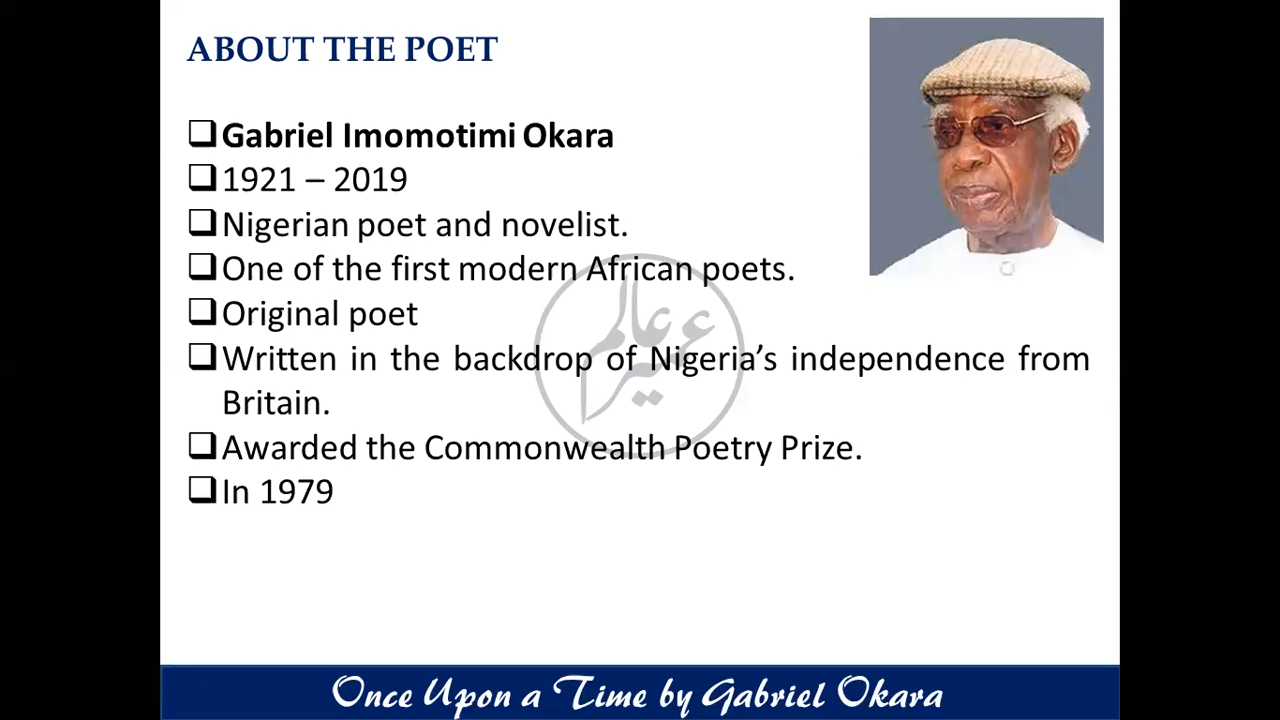 ABOUT THE POET
❑Gabriel Imomotimi Okara
❑1921 – 2019
❑Nigerian poet and novelist.
❑One of the first modern African poets.
❑Original poet
❑Written in the backdrop of Nigeria’s independence from
Britain.
❑Awarded the Commonwealth Poetry Prize.
❑In 1979
Once Upon a Time by Gabriel Okara